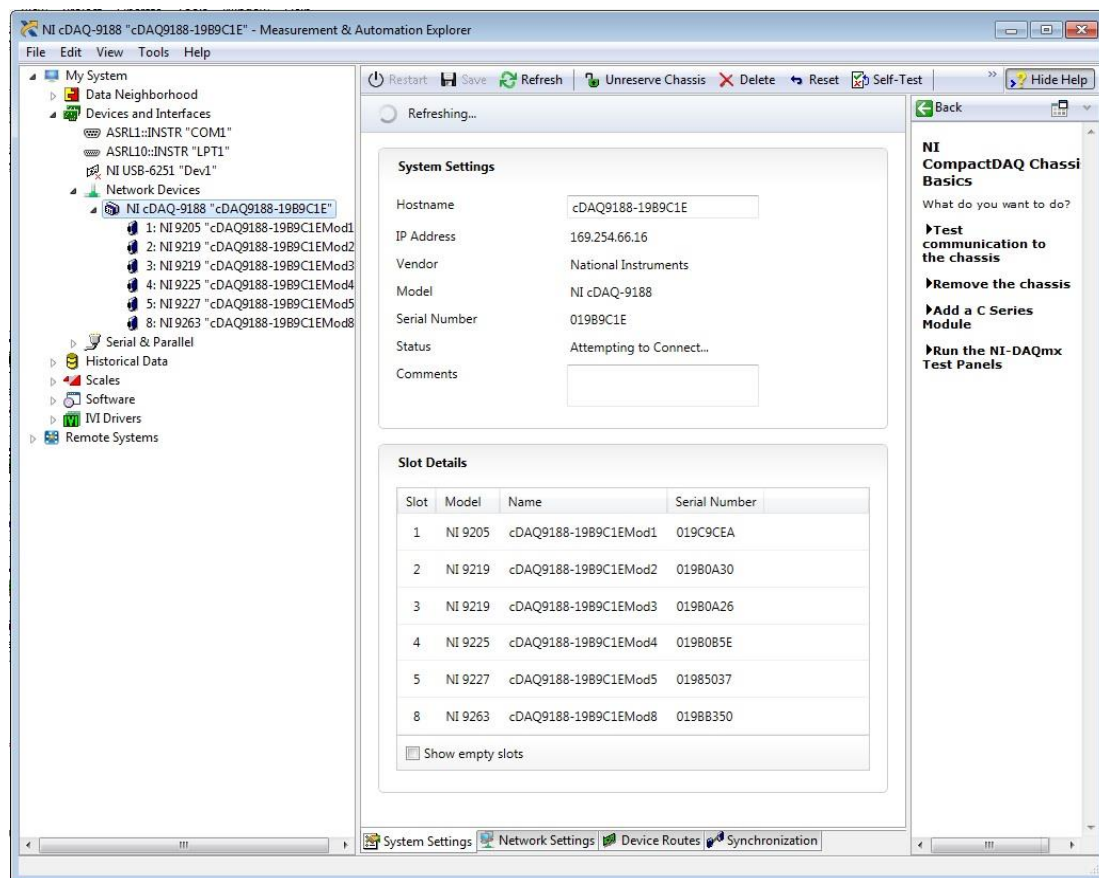 NI cDAQ-9188 "cDAQ9188-19B9C1E" - Measurement & Automation Explorer
File Edit View Tools Help
My System
Data Neighborhood
Devices and Interfaces
ASRL1::INSTR "COM1"
ASRL10::INSTR "LPT1"
NI USB-6251 "Dev1"
Network Devices
NI cDAQ-9188 "cDAQ9188-19B9C1E"
1: NI 9205 "cDAQ9188-19B9C1EMod1
2: NI 9219 "cDAQ9188-19B9C1EMod2
3: NI 9219 "cDAQ9188-19B9C1EMod3
4: NI 9225 "cDAQ9188-19B9C1EMod4
5: NI 9227 "cDAQ9188-19B9C1EMod5
8: NI 9263 "cDAQ9188-19B9C1EMod8
Serial & Parallel
Historical Data
Scales
Software
IVI Drivers
Remote Systems
Restart Save Refresh Unreserve Chassis Delete Reset Self-Test » Hide Help
Refreshing...
System Settings
Hostname cDAQ9188-19B9C1E
IP Address 169.254.66.16
Vendor National Instruments
Model NI cDAQ-9188
Serial Number 019B9C1E
Status Attempting to Connect...
Comments
Slot Details
Slot Model Name Serial Number
1 NI 9205 cDAQ9188-19B9C1EMod1 019C9CEA
2 NI 9219 cDAQ9188-19B9C1EMod2 019B0A30
3 NI 9219 cDAQ9188-19B9C1EMod3 019B0A26
4 NI 9225 cDAQ9188-19B9C1EMod4 019B0B5E
5 NI 9227 cDAQ9188-19B9C1EMod5 01985037
8 NI 9263 cDAQ9188-19B9C1EMod8 019BB350
Show empty slots
System Settings Network Settings Device Routes Synchronization
Back
NI
CompactDAQ Chassi
Basics
What do you want to do?
Test
communication to
the chassis
Remove the chassis
Add a C Series
Module
Run the NI-DAQmx
Test Panels